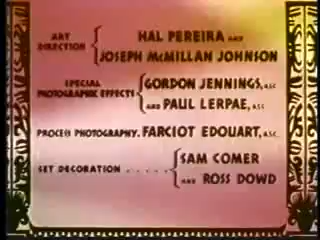 ART DIRECTION { HAL PEREIRA AND
JOSEPH McMILLAN JOHNSON
SPECIAL PHOTOGRAPHIC EFFECTS { GORDON JENNINGS, A.S.C.
AND PAUL LERPAE, A.S.C.
PROCESS PHOTOGRAPHY. FARCIOT EDOUART, A.S.C.
SET DECORATION ..... { SAM COMER
AND ROSS DOWD